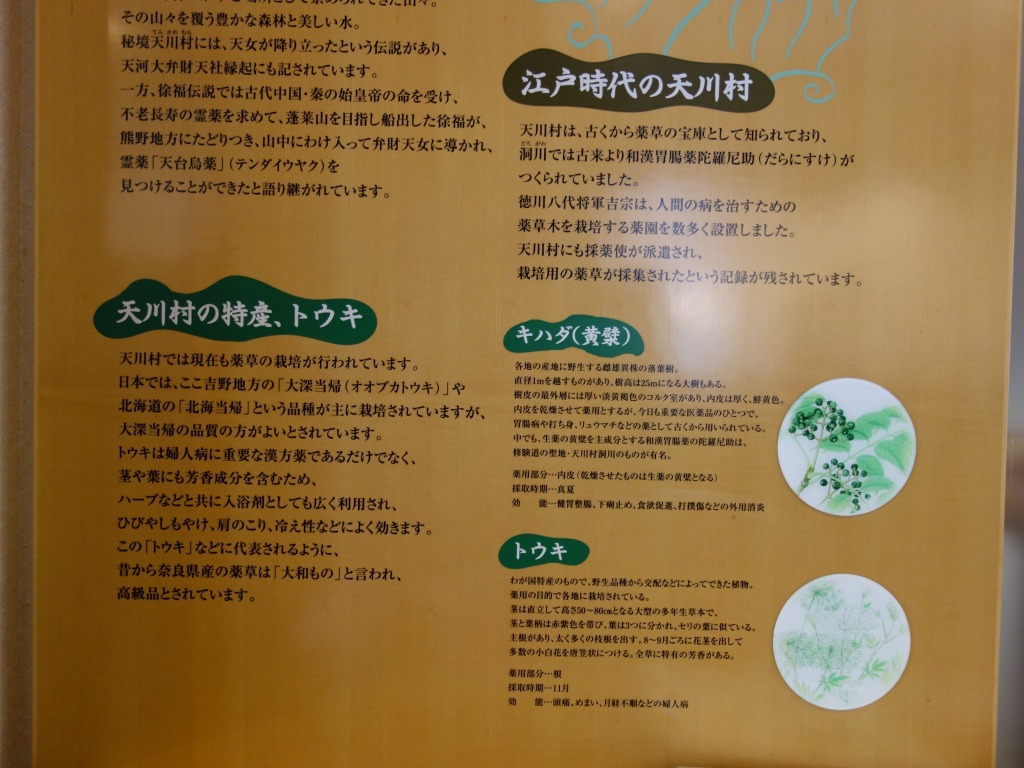 その山々を覆う豊かな森林と美しい水。
秘境天川村には、天女が降り立ったという伝説があり、
天河大弁財天社縁起にも記されています。
一方、徐福伝説では古代中国・秦の始皇帝の命を受け、
不老長寿の霊薬を求めて、蓬莱山を目指し船出した徐福が、
熊野地方にたどりつき、山中にわけ入って弁財天女に導かれ、
霊薬「天台烏薬」(テンダイウヤク)を
見つけることができたと語り継がれています。
天川村の特産、トウキ
天川村では現在も薬草の栽培が行われています。
日本では、ここ吉野地方の「大深当帰(オオブカトウキ)」や
北海道の「北海当帰」という品種が主に栽培されていますが、
大深当帰の品質の方がよいとされています。
トウキは婦人病に重要な漢方薬であるだけでなく、
茎や葉にも芳香成分を含むため、
ハーブなどと共に入浴剤としても広く利用され、
ひびやしもやけ、肩のこり、冷え性などによく効きます。
この「トウキ」などに代表されるように、
昔から奈良県産の薬草は「大和もの」と言われ、
高級品とされています。
江戸時代の天川村
天川村は、古くから薬草の宝庫として知られており、
洞川では古来より和漢胃腸薬陀羅尼助(だらにすけ)が
つくられていました。
徳川八代将軍吉宗は、人間の病を治すための
薬草木を栽培する薬園を数多く設置しました。
天川村にも採薬使が派遣され、
栽培用の薬草が採集されたという記録が残されています。
キハダ(黄檗)
各地の産地に野生する雌雄異株の落葉樹。
直径1mを越すものがあり、樹高は25mになる大樹もある。
樹皮の最外層には厚い淡黄褐色のコルク室があり、内皮は厚く、鮮黄色。
内皮を乾燥させて薬用とするが、今日も重要な医薬品のひとつで、
胃腸病や打ち身、リュウマチなどの薬として古くから用いられている。
中でも、生薬の黄檗を主成分とする和漢胃腸薬の陀羅尼助は、
修験道の聖地・天川村洞川のものが有名。
薬用部分…内皮(乾燥させたものは生薬の黄檗となる)
採取時期…真夏
効　能…健胃整腸、下痢止め、食欲促進、打撲傷などの外用消炎
トウキ
わが国特産のもので、野生品種から交配などによってできた植物。
薬用の目的で各地に栽培されている。
茎は直立して高さ50〜80cmとなる大型の多年生草本で、
茎と葉柄は赤紫色を帯び、葉は3つに分かれ、セリの葉に似ている。
主根があり、太く多くの枝根を出す。8〜9月ごろに花茎を出して
多数の小白花を唐笠状につける。全草に特有の芳香がある。
薬用部分…根
採取時期…11月
効　能…頭痛、めまい、月経不順などの婦人病